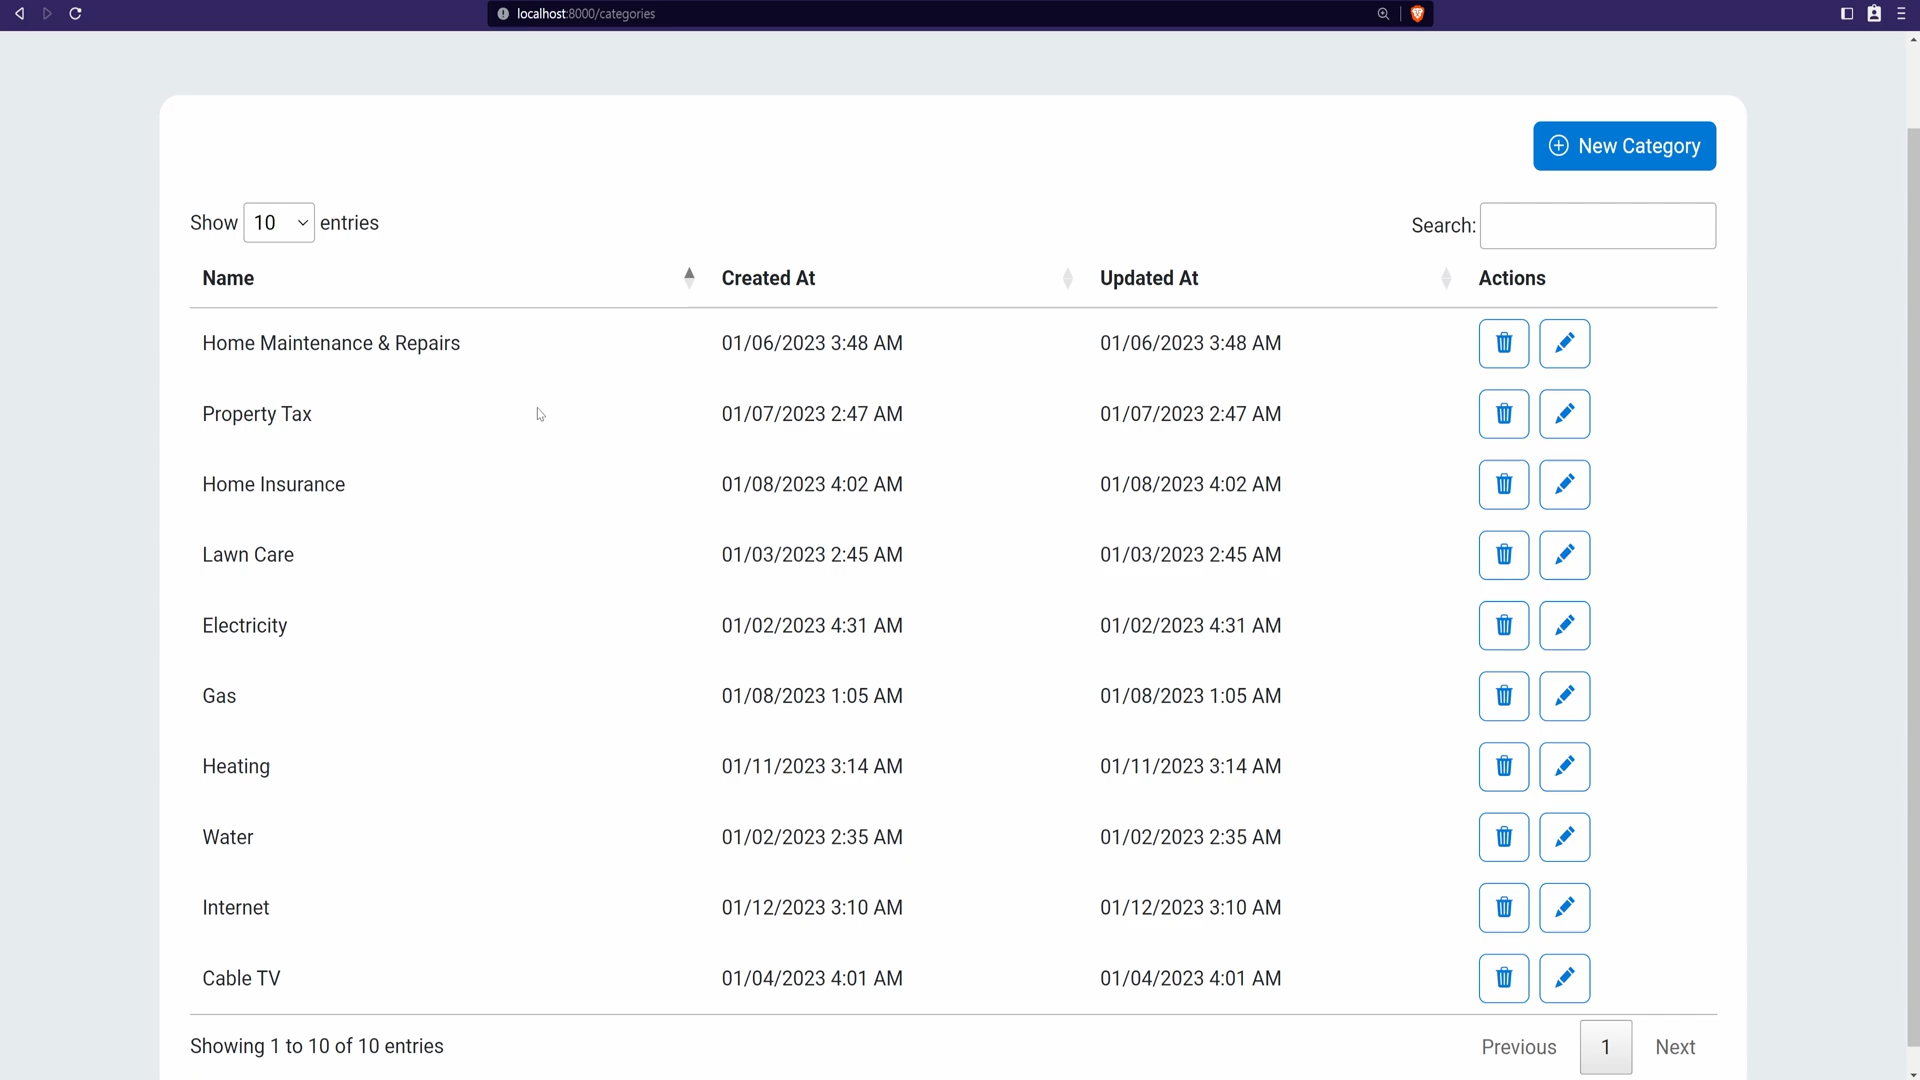 localhost:8000/categories
New Category
Show 10 entries
Search:
Name Created At Updated At Actions
Home Maintenance & Repairs 01/06/2023 3:48 AM 01/06/2023 3:48 AM
Property Tax 01/07/2023 2:47 AM 01/07/2023 2:47 AM
Home Insurance 01/08/2023 4:02 AM 01/08/2023 4:02 AM
Lawn Care 01/03/2023 2:45 AM 01/03/2023 2:45 AM
Electricity 01/02/2023 4:31 AM 01/02/2023 4:31 AM
Gas 01/08/2023 1:05 AM 01/08/2023 1:05 AM
Heating 01/11/2023 3:14 AM 01/11/2023 3:14 AM
Water 01/02/2023 2:35 AM 01/02/2023 2:35 AM
Internet 01/12/2023 3:10 AM 01/12/2023 3:10 AM
Cable TV 01/04/2023 4:01 AM 01/04/2023 4:01 AM
Showing 1 to 10 of 10 entries
Previous 1 Next